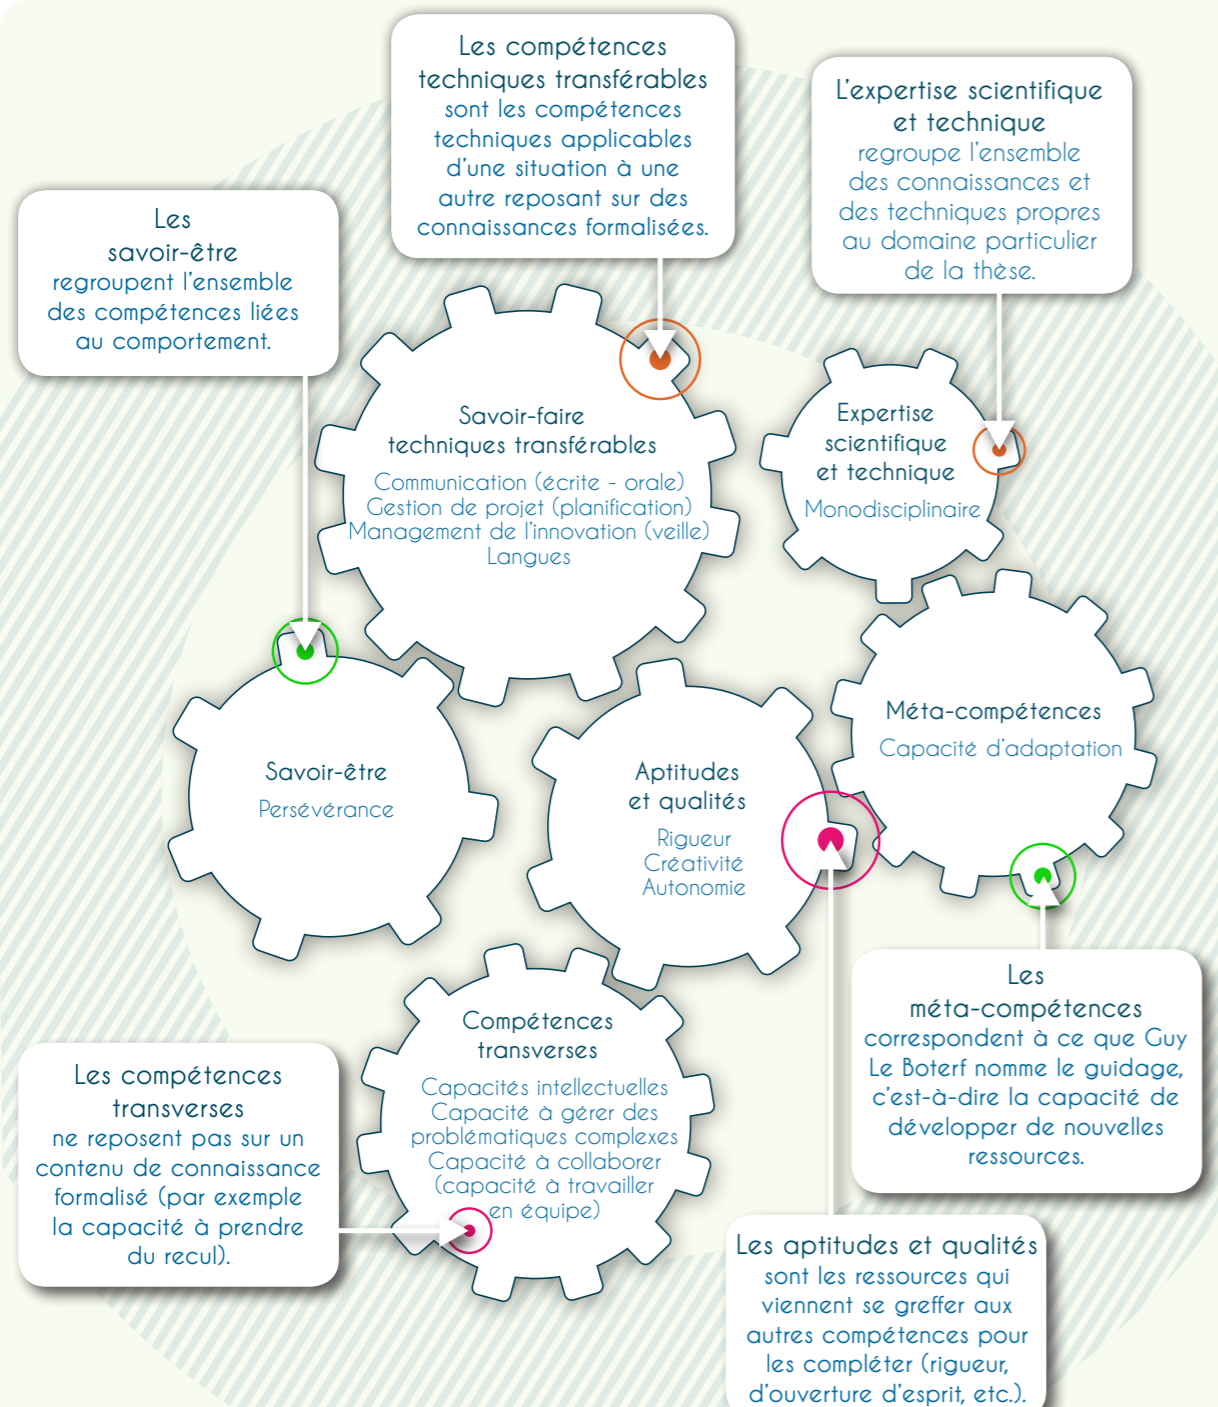 Les compétences
techniques transférables
sont les compétences
techniques applicables
d'une situation à une
autre reposant sur des
connaissances formalisées.
L'expertise scientifique
et technique
regroupe l'ensemble
des connaissances et
des techniques propres
au domaine particulier
de la thèse.
Les
savoir-être
regroupent l'ensemble
des compétences liées
au comportement.
Savoir-faire
techniques transférables
Communication (écrite - orale)
Gestion de projet (planification)
Management de l'innovation (veille)
Langues
Expertise
scientifique
et technique
Monodisciplinaire
Savoir-être
Persévérance
Aptitudes
et qualités
Rigueur
Créativité
Autonomie
Méta-compétences
Capacité d'adaptation
Compétences
transverses
Capacités intellectuelles
Capacité à gérer des
problématiques complexes
Capacité à collaborer
(capacité à travailler
en équipe)
Les
méta-compétences
correspondent à ce que Guy
Le Boterf nomme le guidage,
c'est-à-dire la capacité de
développer de nouvelles
ressources.
Les compétences
transverses
ne reposent pas sur un
contenu de connaissance
formalisé (par exemple
la capacité à prendre
du recul).
Les aptitudes et qualités
sont les ressources qui
viennent se greffer aux
autres compétences pour
les compléter (rigueur,
d'ouverture d'esprit, etc.).